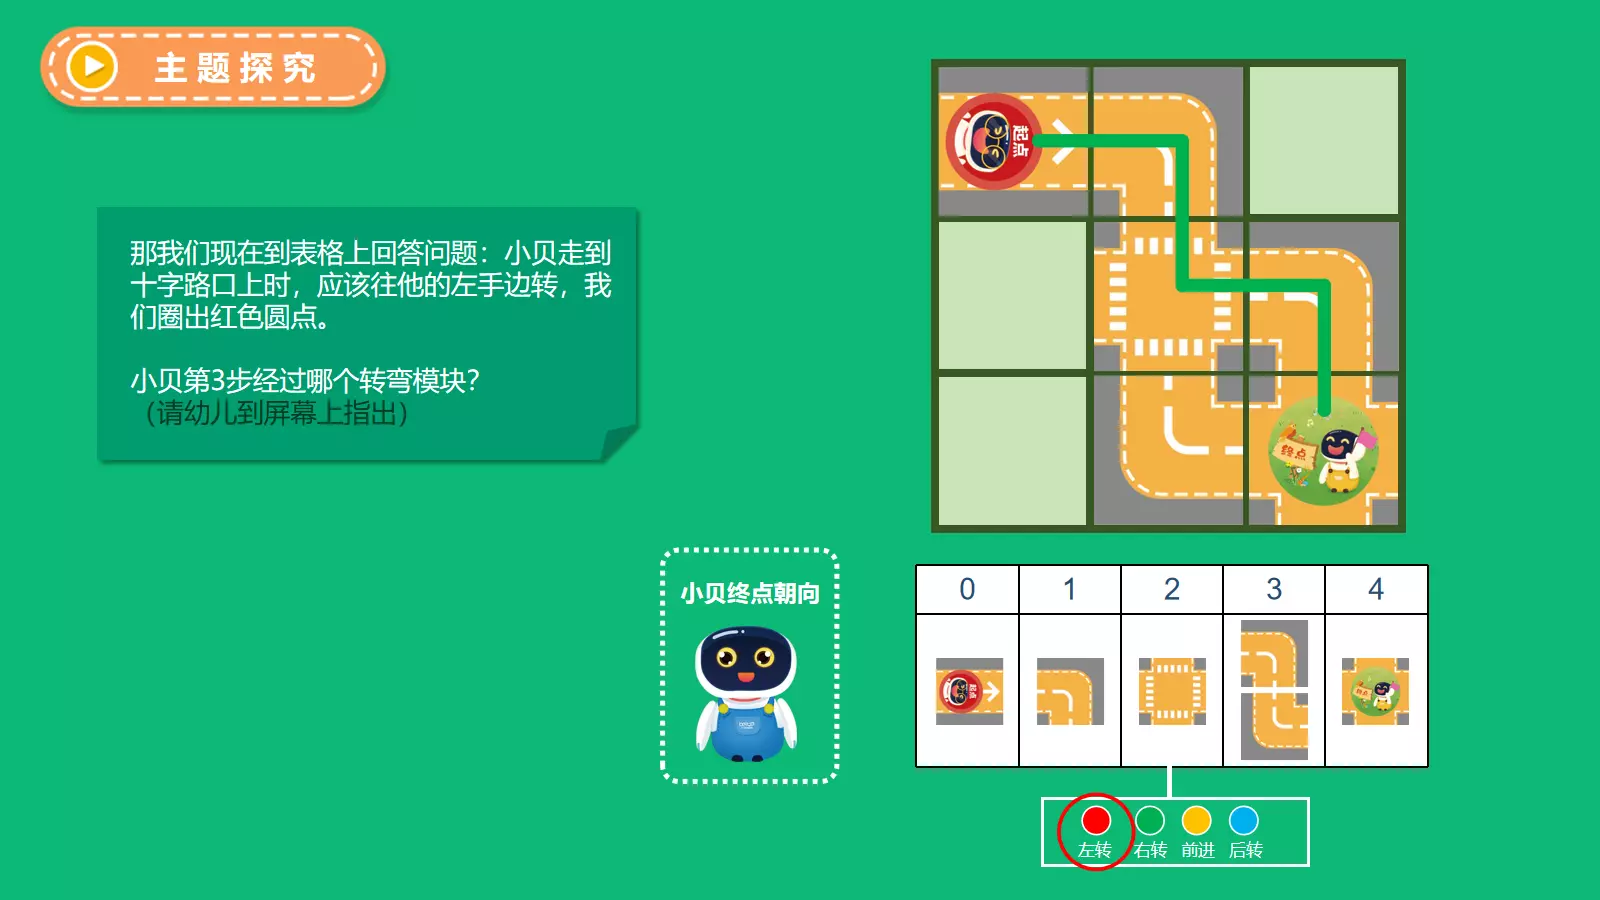 主题探究
那我们现在到表格上回答问题：小贝走到
十字路口上时，应该往他的左手边转，我
们圈出红色圆点。
小贝第3步经过哪个转弯模块？
（请幼儿到屏幕上指出）
起点
终点
小贝终点朝向
0 1 2 3 4
起点
终点
左转 右转 前进 后转